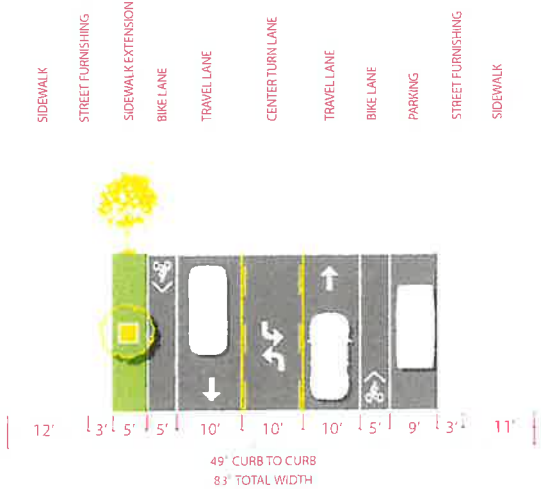 SIDEWALK
STREET FURNISHING
SIDEWALK EXTENSION
BIKE LANE
TRAVEL LANE
CENTER TURN LANE
TRAVEL LANE
BIKE LANE
PARKING
STREET FURNISHING
SIDEWALK
12' 3' 5' 5' 10' 10' 10' 5' 9' 3' 11'
49' CURB TO CURB
83' TOTAL WIDTH